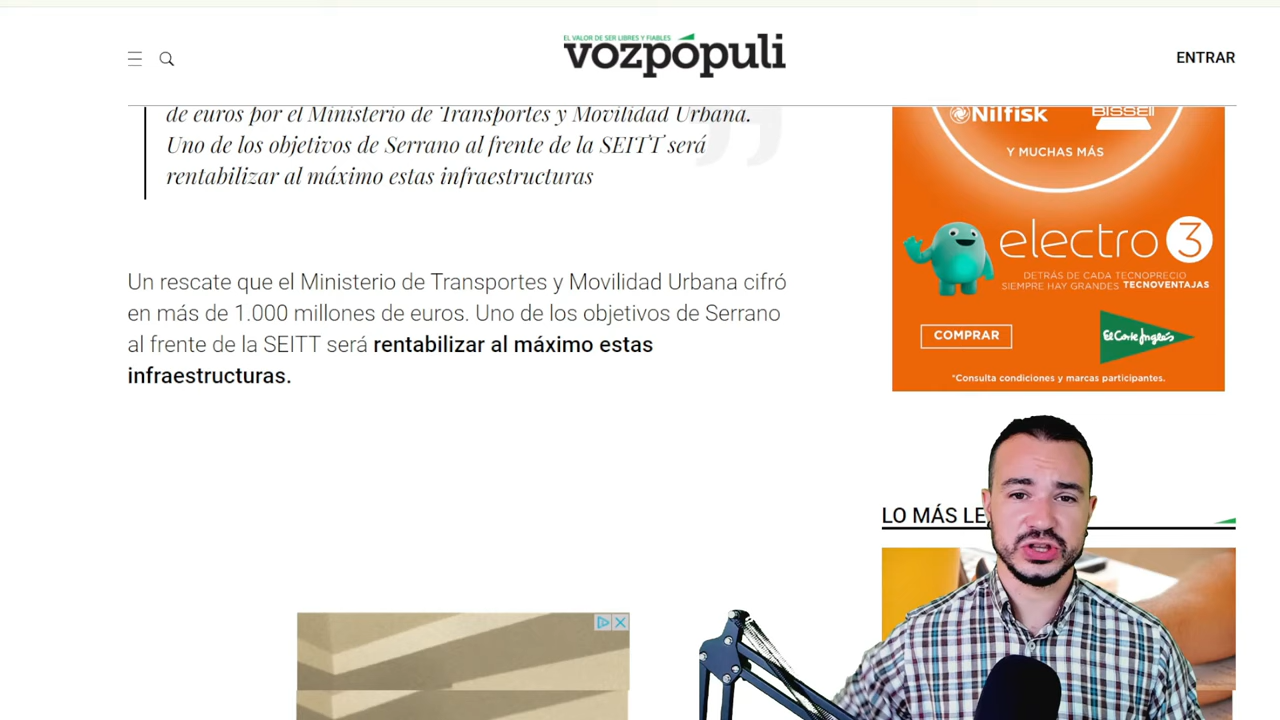 EL VALOR DE SER LIBRES Y FIABLES
vozpópuli
ENTRAR
de euros por el Ministerio de Transportes y Movilidad Urbana.
Uno de los objetivos de Serrano al frente de la SEITT será
rentabilizar al máximo estas infraestructuras
Un rescate que el Ministerio de Transportes y Movilidad Urbana cifró
en más de 1.000 millones de euros. Uno de los objetivos de Serrano
al frente de la SEITT será rentabilizar al máximo estas
infraestructuras.
Nilfisk
BISSELL
Y MUCHAS MÁS
electro 3
DETRÁS DE CADA TECNOPRECIO
SIEMPRE HAY GRANDES TECNOVENTAJAS
COMPRAR
El Corte Inglés
*Consulta condiciones y marcas participantes.
LO MÁS